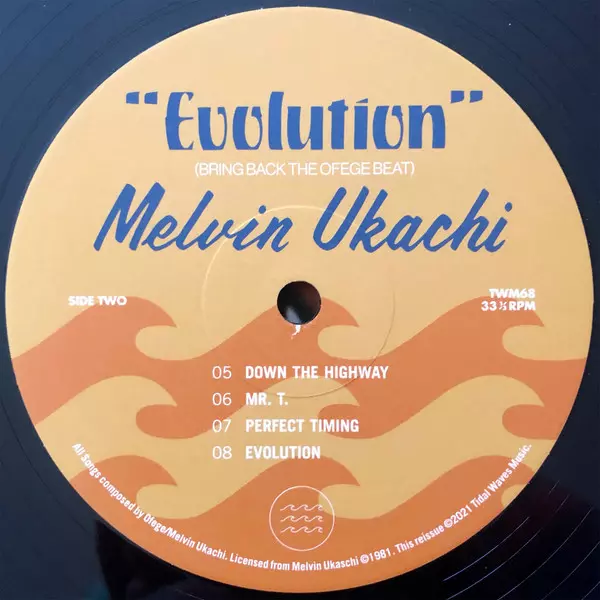 "Evolution"
(BRING BACK THE OFEGE BEAT)
Melvin Ukachi
SIDE TWO
TWM68
33 ⅓ RPM
05 DOWN THE HIGHWAY
06 MR. T.
07 PERFECT TIMING
08 EVOLUTION
All Songs composed by Ofege/Melvin Ukachi. Licensed from Melvin Ukaschi ©1981. This reissue ©2021 Tidal Waves Music.